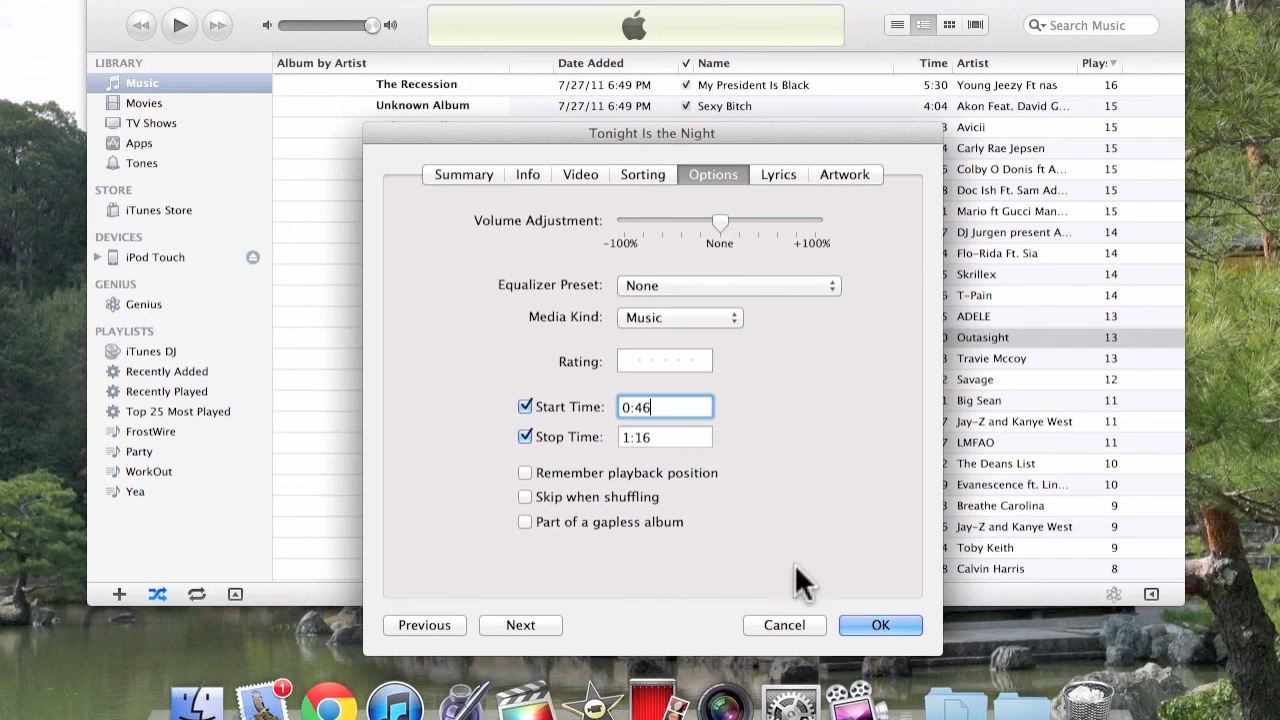 Search Music
LIBRARY
Music
Movies
TV Shows
Apps
Tones
STORE
iTunes Store
DEVICES
iPod Touch
GENIUS
Genius
PLAYLISTS
iTunes DJ
Recently Added
Recently Played
Top 25 Most Played
FrostWire
Party
WorkOut
Yea
Album by Artist Date Added ✓ Name Time Artist Plays
The Recession 7/27/11 6:49 PM My President Is Black 5:30 Young Jeezy Ft nas 16
Unknown Album 7/27/11 6:49 PM Sexy Bitch 4:04 Akon Feat. David G... 15
Avicii 15
Carly Rae Jepsen 15
Colby O Donis ft A... 15
Doc Ish Ft. Sam Ad... 15
Mario ft Gucci Man... 15
DJ Jurgen present A... 14
Flo-Rida Ft. Sia 14
Skrillex 14
T-Pain 14
ADELE 13
Outasight 13
Travie Mccoy 13
Savage 12
Big Sean 11
Jay-Z and Kanye West 11
LMFAO 11
The Deans List 10
Evanescence ft. Lin... 10
Breathe Carolina 9
Jay-Z and Kanye West 9
Toby Keith 9
Calvin Harris 8
Tonight Is the Night
Summary Info Video Sorting Options Lyrics Artwork
Volume Adjustment:
-100% None +100%
Equalizer Preset: None
Media Kind: Music
Rating:
Start Time: 0:46
Stop Time: 1:16
Remember playback position
Skip when shuffling
Part of a gapless album
Previous Next Cancel OK
1